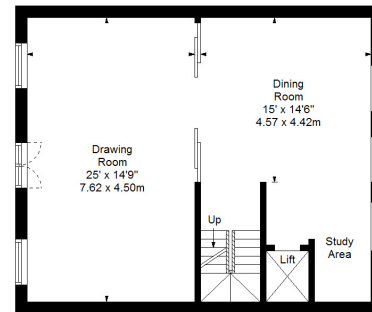 Dining
Room
15' x 14'6"
4.57 x 4.42m
Drawing
Room
25' x 14'9"
7.62 x 4.50m
Up
Lift
Study
Area